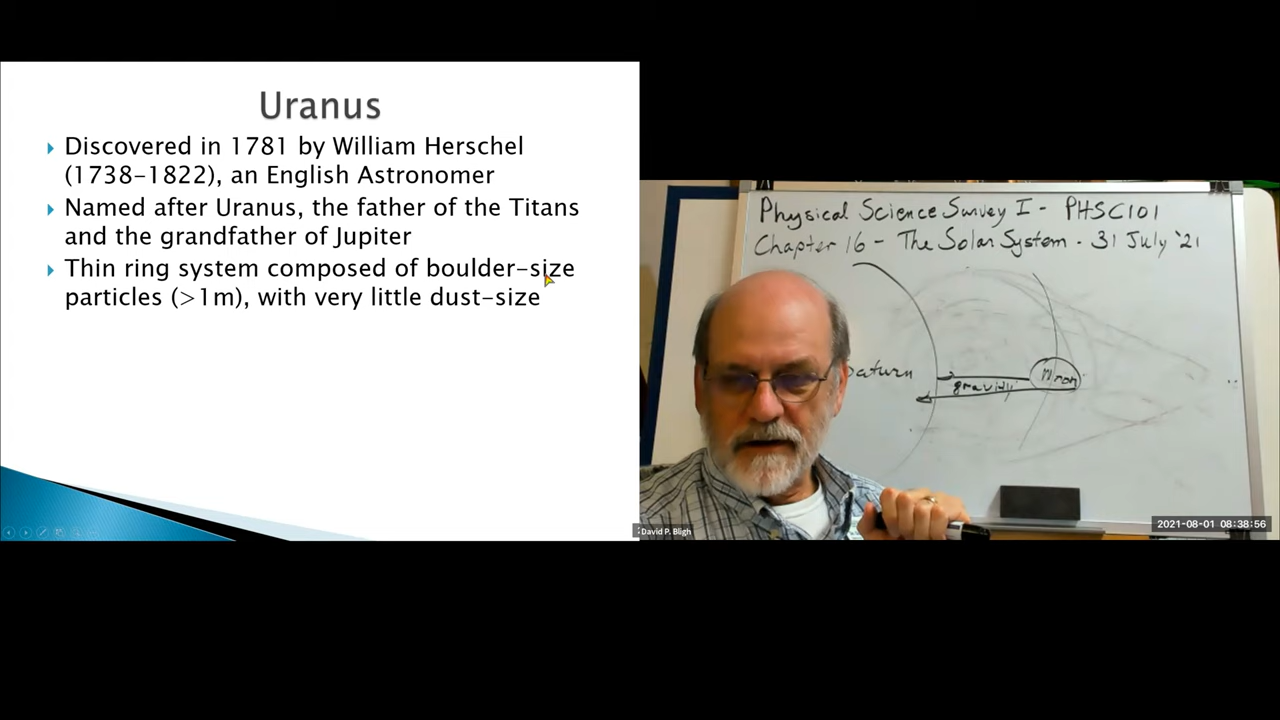 Uranus
Discovered in 1781 by William Herschel
(1738-1822), an English Astronomer
Named after Uranus, the father of the Titans
and the grandfather of Jupiter
Thin ring system composed of boulder-size
particles (>1m), with very little dust-size
Physical Science Survey I - PHSC101
Chapter 16 - The Solar System. 31 July '21
Saturn
gravity
Moon
David P. Bligh
2021-08-01 08:38:56